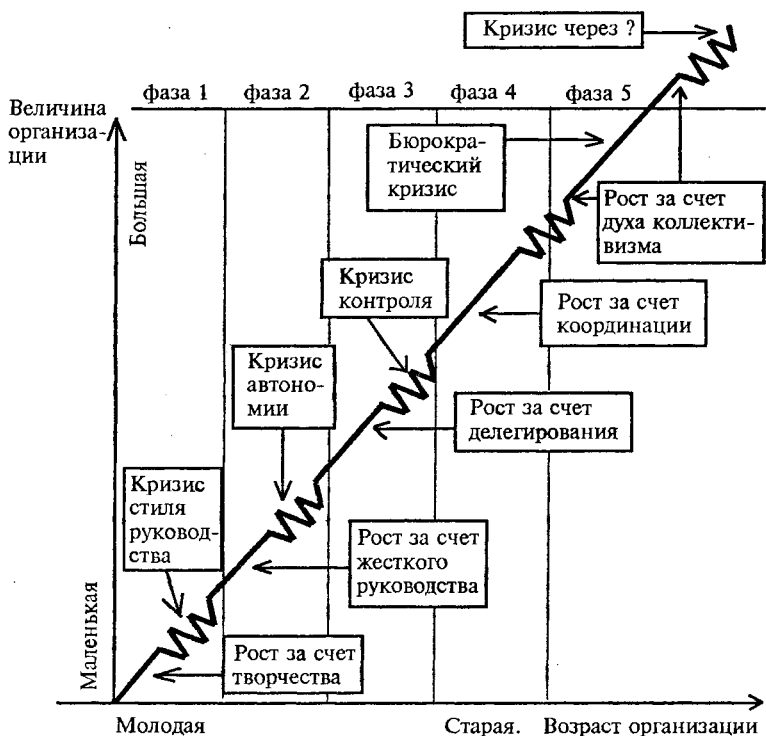 Кризис через ?
фаза 1
фаза 2
фаза 3
фаза 4
фаза 5
Величина
организа-
ции
Большая
Маленькая
Бюрокра-
тический
кризис
Рост за счет
духа коллекти-
визма
Кризис
контроля
Рост за счет
координации
Кризис
автоно-
мии
Рост за счет
делегирования
Кризис
стиля
руковод-
ства
Рост за счет
жесткого
руководства
Рост за счет
творчества
Молодая
Старая.
Возраст организации